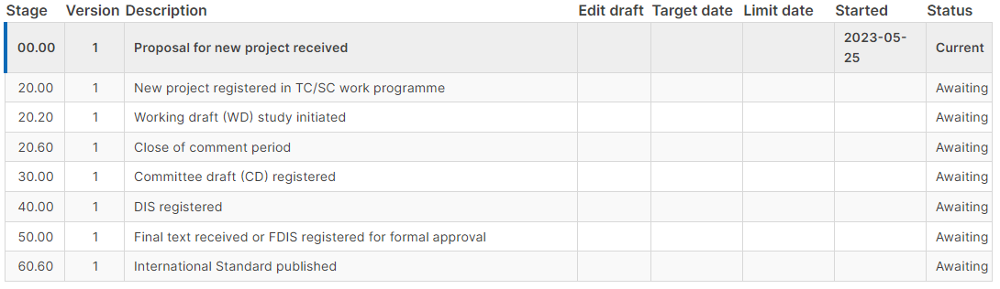 Stage Version Description Edit draft Target date Limit date Started Status
00.00 1 Proposal for new project received 2023-05-25 Current
20.00 1 New project registered in TC/SC work programme Awaiting
20.20 1 Working draft (WD) study initiated Awaiting
20.60 1 Close of comment period Awaiting
30.00 1 Committee draft (CD) registered Awaiting
40.00 1 DIS registered Awaiting
50.00 1 Final text received or FDIS registered for formal approval Awaiting
60.60 1 International Standard published Awaiting